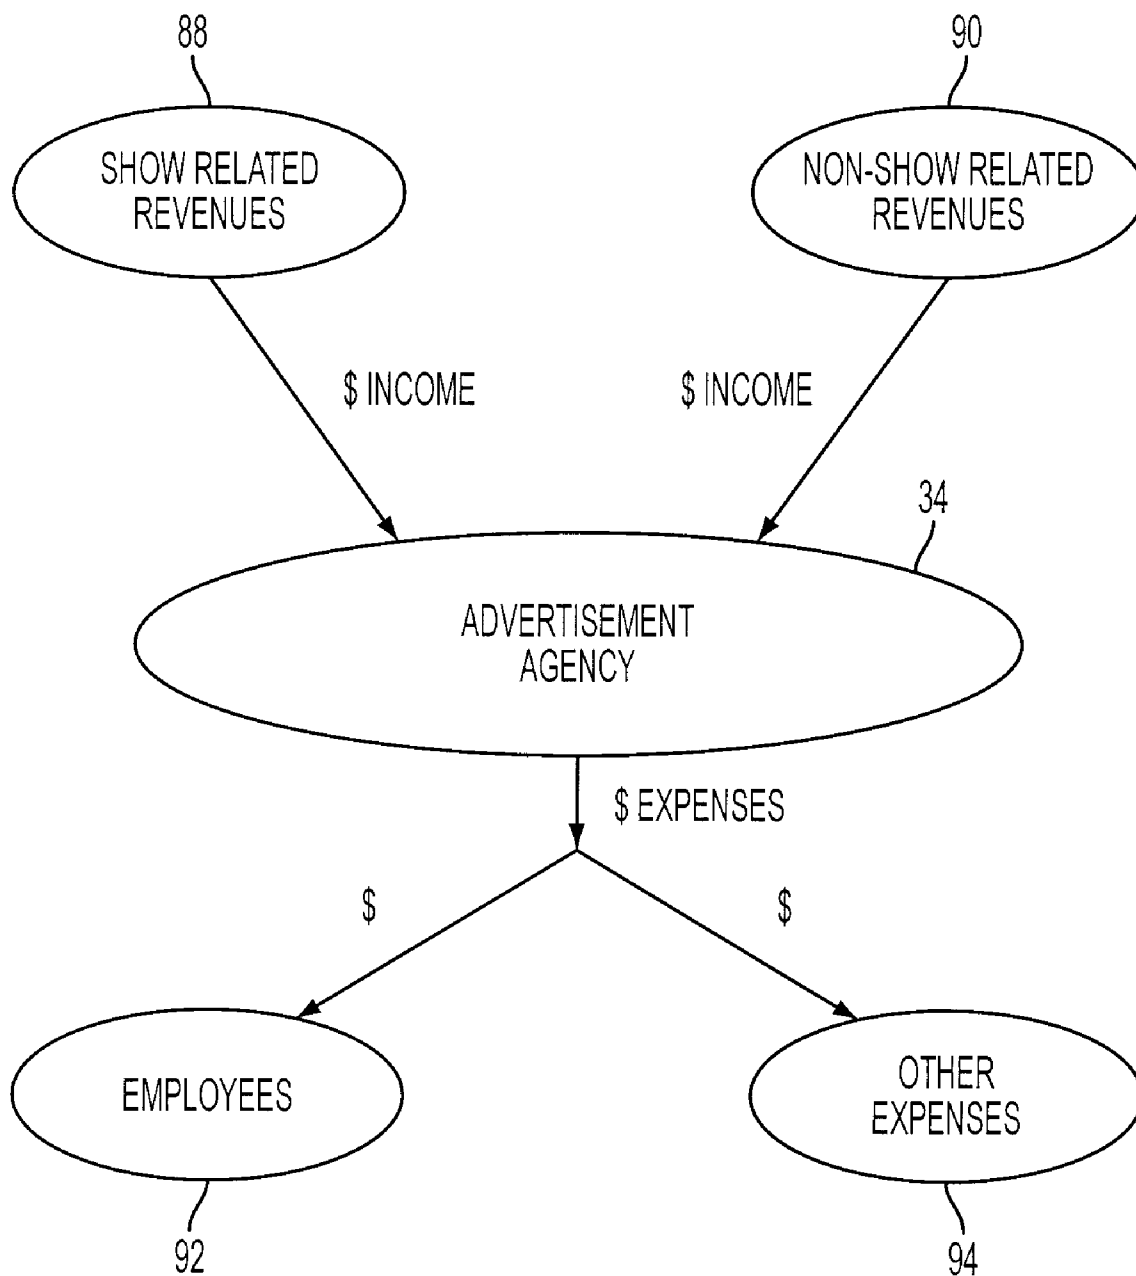 88
90
SHOW RELATED
REVENUES
NON-SHOW RELATED
REVENUES
$ INCOME
$ INCOME
34
ADVERTISEMENT
AGENCY
$ EXPENSES
$
$
EMPLOYEES
OTHER
EXPENSES
92
94